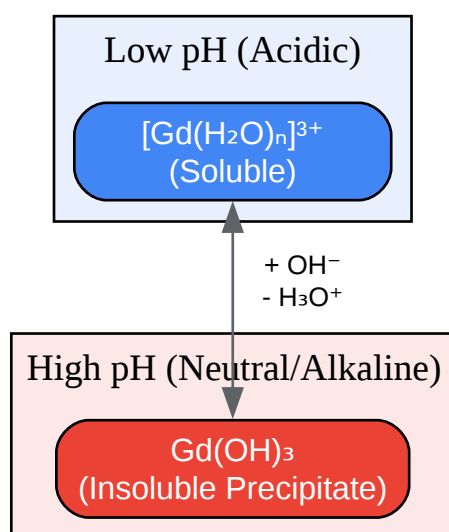 Low pH (Acidic)
[Gd(H₂O)ₙ]³⁺
(Soluble)
+ OH⁻
- H₃O⁺
High pH (Neutral/Alkaline)
Gd(OH)₃
(Insoluble Precipitate)